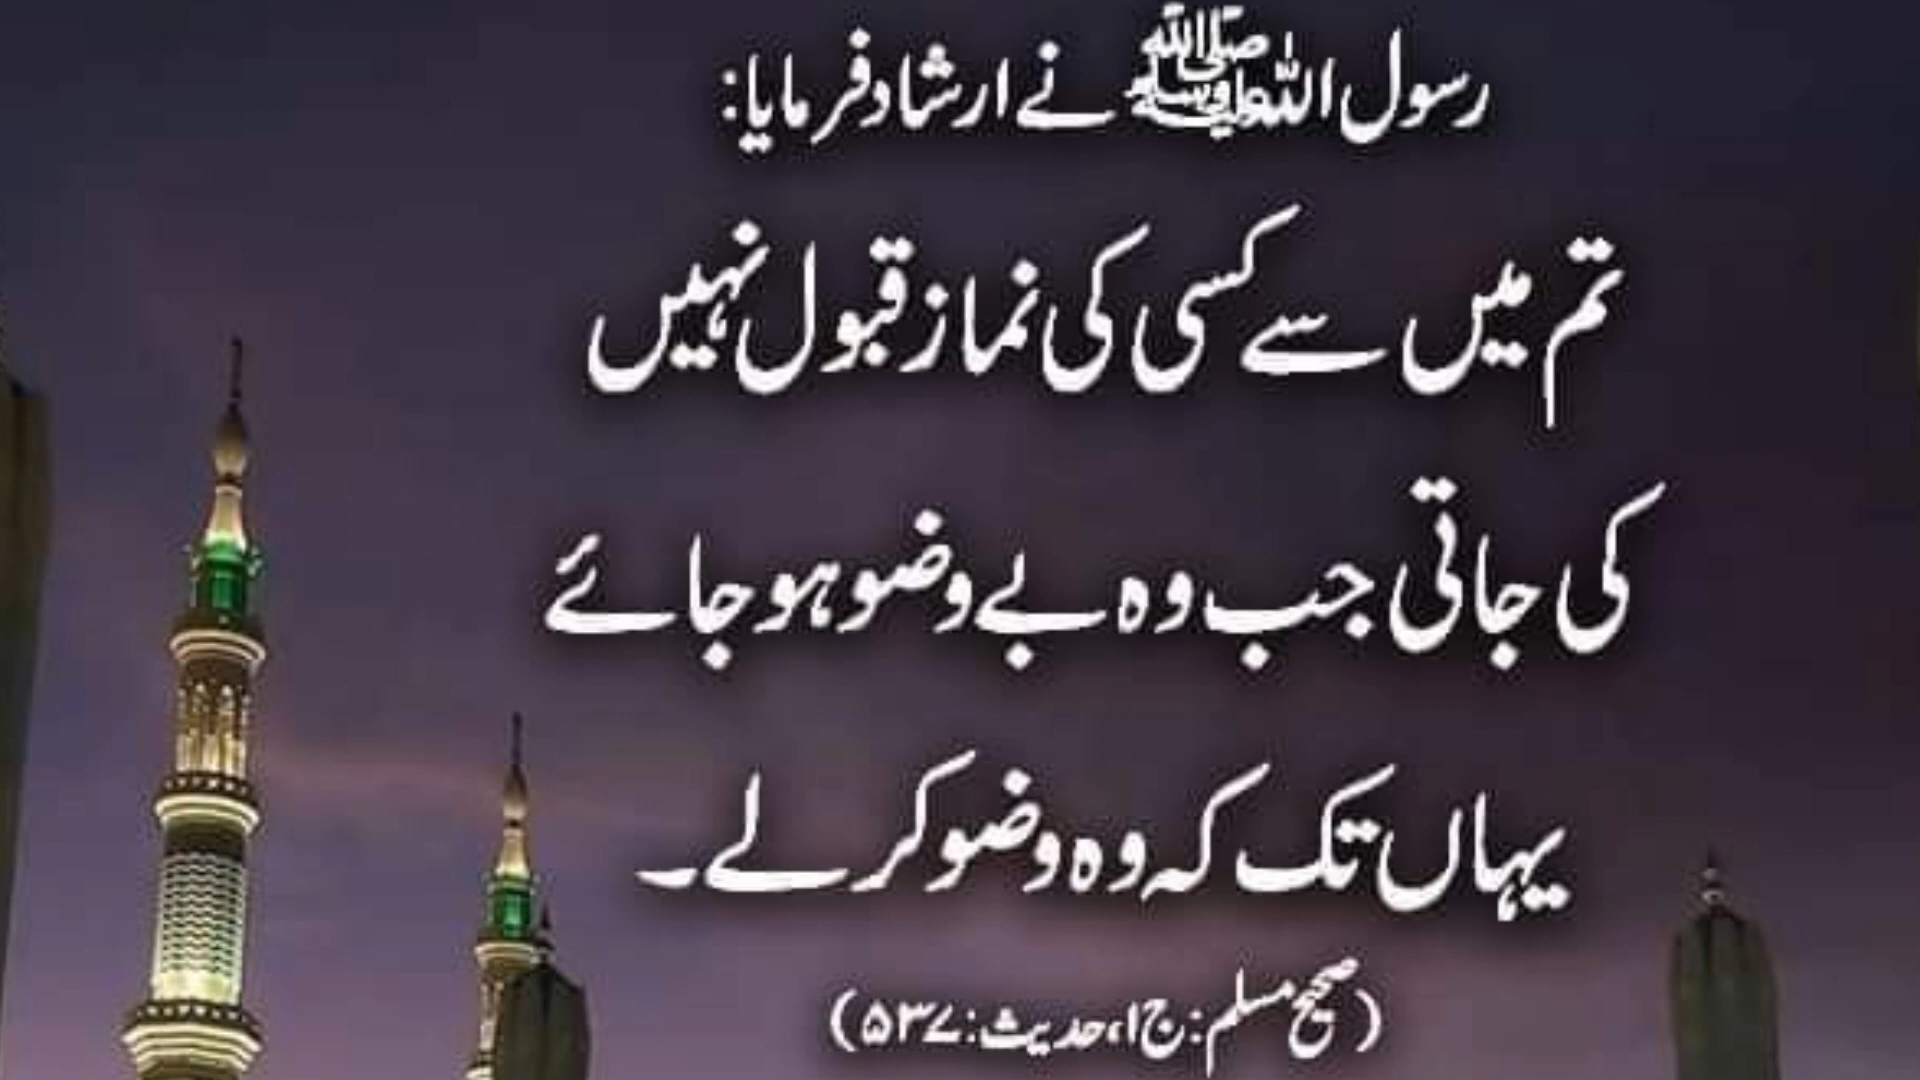 رسول اللہ ﷺ نے ارشاد فرمایا:
تم میں سے کسی کی نماز قبول نہیں
کی جاتی جب وہ بے وضو ہو جائے
یہاں تک کہ وہ وضو کر لے۔
(صحیح مسلم: ج ۱، حدیث: ۵۳۷)